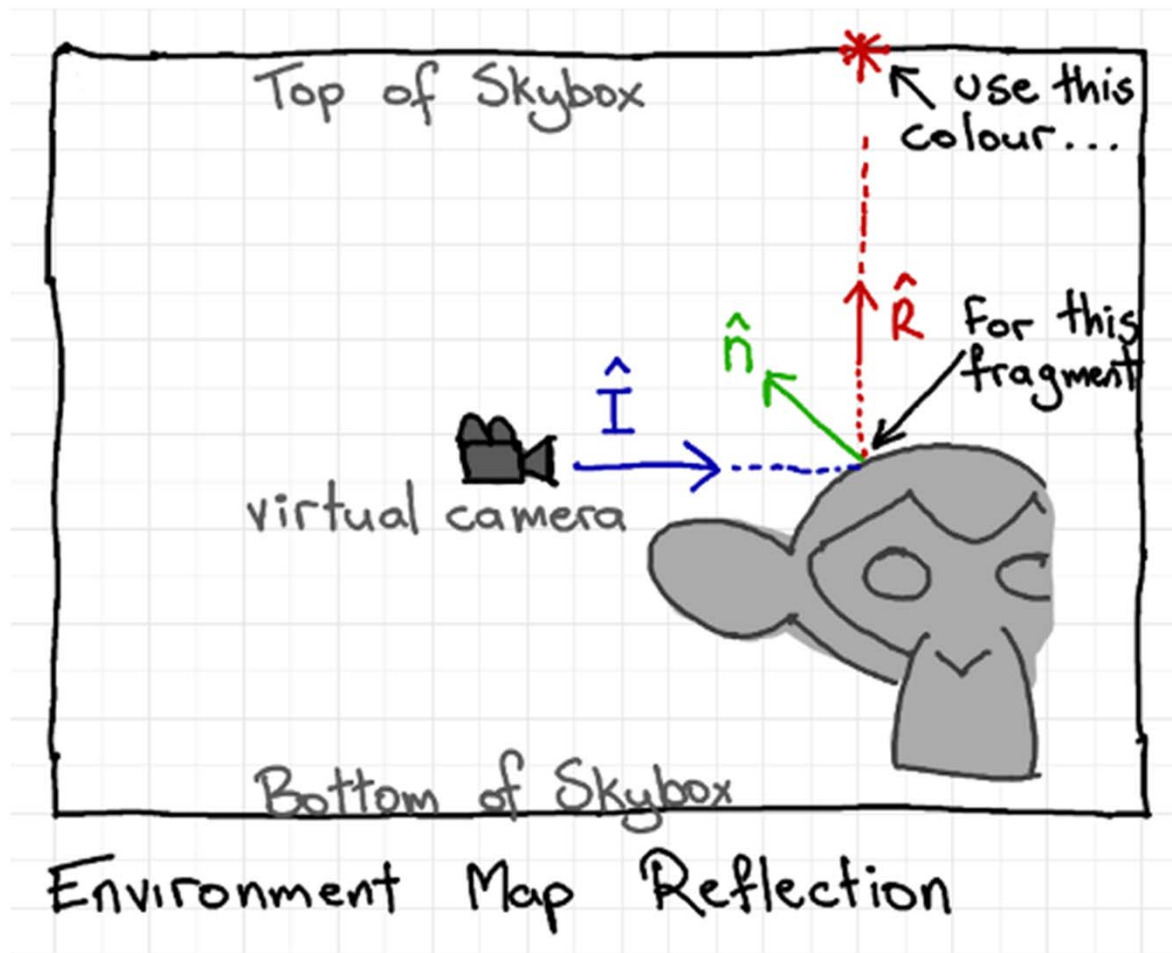 Top of Skybox
use this
colour...
R̂
For this
fragment
n̂
Î
virtual camera
Bottom of Skybox
Environment Map Reflection